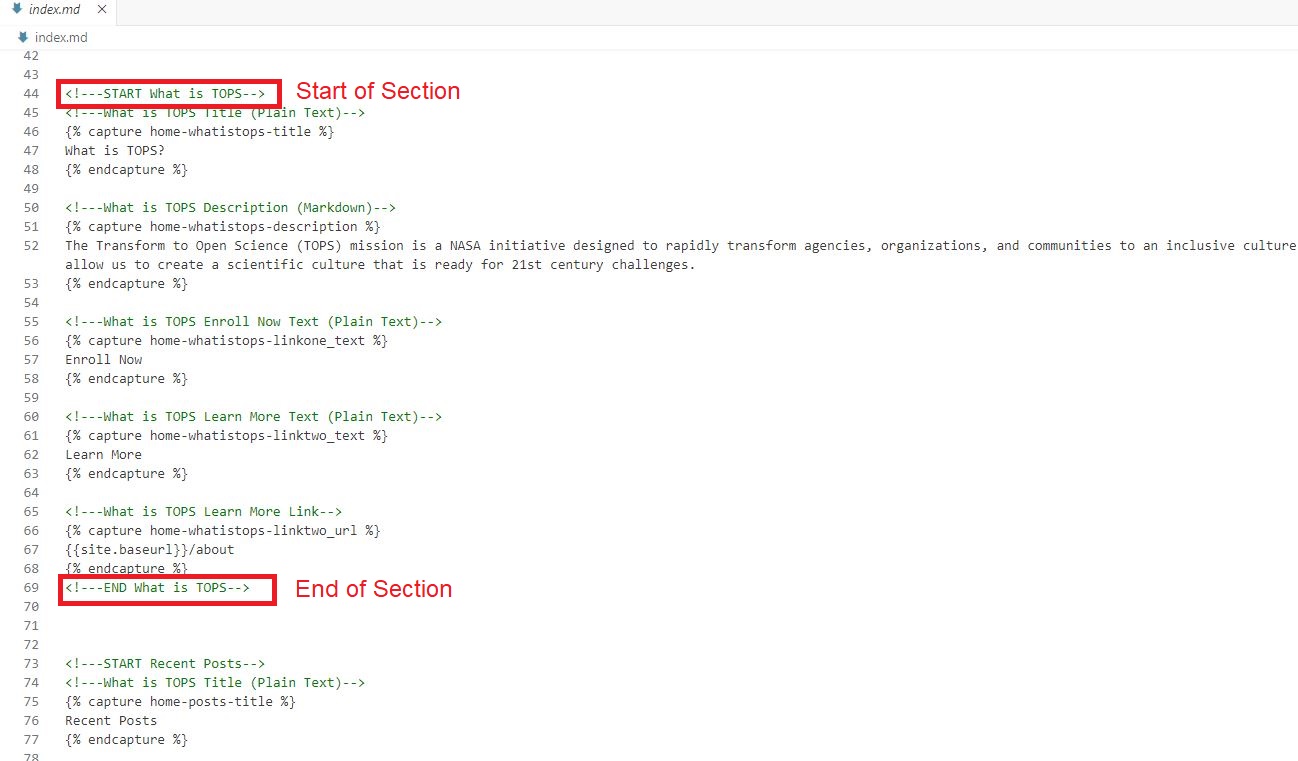 index.md ×
index.md
42
43
44 <!---START What is TOPS--> Start of Section
45 <!---What is TOPS Title (Plain Text)-->
46 {% capture home-whatistops-title %}
47 What is TOPS?
48 {% endcapture %}
49
50 <!---What is TOPS Description (Markdown)-->
51 {% capture home-whatistops-description %}
52 The Transform to Open Science (TOPS) mission is a NASA initiative designed to rapidly transform agencies, organizations, and communities to an inclusive culture
allow us to create a scientific culture that is ready for 21st century challenges.
53 {% endcapture %}
54
55 <!---What is TOPS Enroll Now Text (Plain Text)-->
56 {% capture home-whatistops-linkone_text %}
57 Enroll Now
58 {% endcapture %}
59
60 <!---What is TOPS Learn More Text (Plain Text)-->
61 {% capture home-whatistops-linktwo_text %}
62 Learn More
63 {% endcapture %}
64
65 <!---What is TOPS Learn More Link-->
66 {% capture home-whatistops-linktwo_url %}
67 {{site.baseurl}}/about
68 {% endcapture %}
69 <!---END What is TOPS--> End of Section
70
71
72
73 <!---START Recent Posts-->
74 <!---What is TOPS Title (Plain Text)-->
75 {% capture home-posts-title %}
76 Recent Posts
77 {% endcapture %}
78